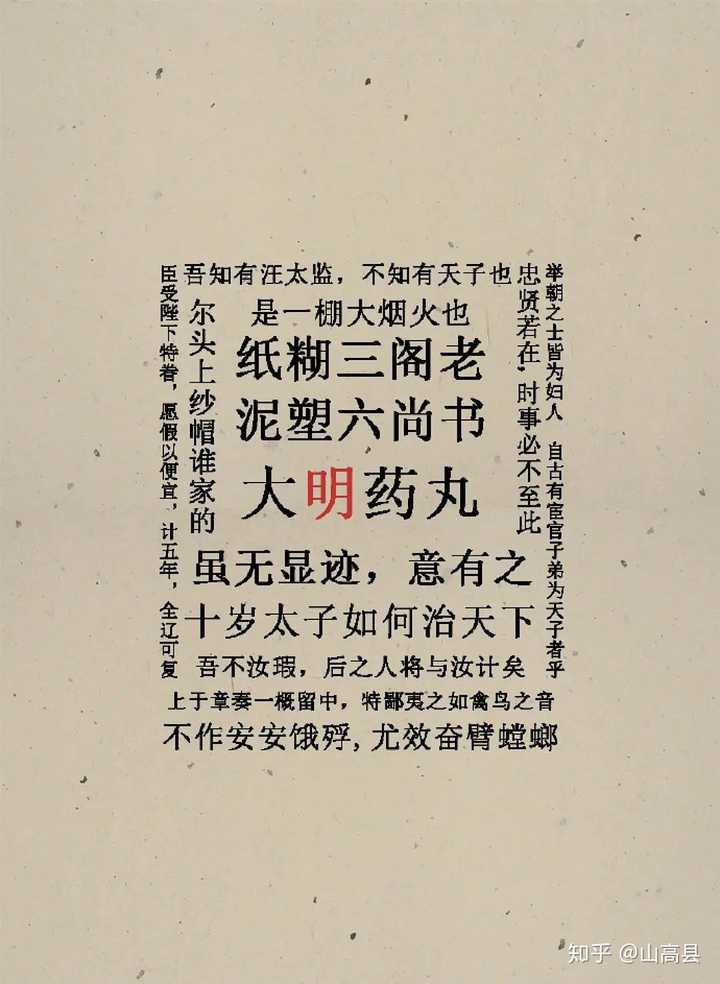 吾知有汪太监，不知有天子也
是一棚大烟火也
纸糊三阁老
泥塑六尚书
大明药丸
虽无显迹，意有之
十岁太子如何治天下
吾不汝瑕，后之人将与汝计矣
上于章奏一概留中，特鄙夷之如禽鸟之音
不作安安饿殍,尤效奋臂螳螂
举朝之士皆为妇人 自古有宦官子弟为天子者乎
忠贤若在，时事必不至此
尔头上纱帽谁家的
臣受陛下特眷，愿假以便宜，计五年，全辽可复
知乎 @山高县